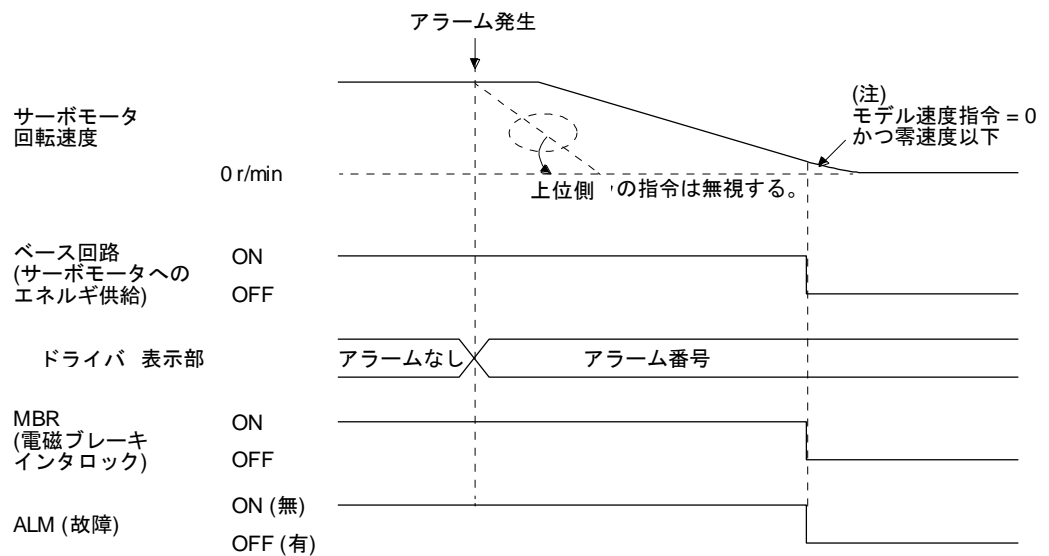 アラーム発生
サーボモータ
回転速度
0 r/min
(注)
モデル速度指令 = 0
かつ零速度以下
上位側 の指令は無視する。
ベース回路
(サーボモータへの
エネルギ供給)
ON
OFF
ドライバ 表示部
アラームなし
アラーム番号
MBR
(電磁ブレーキ
インタロック)
ON
OFF
ALM (故障)
ON (無)
OFF (有)